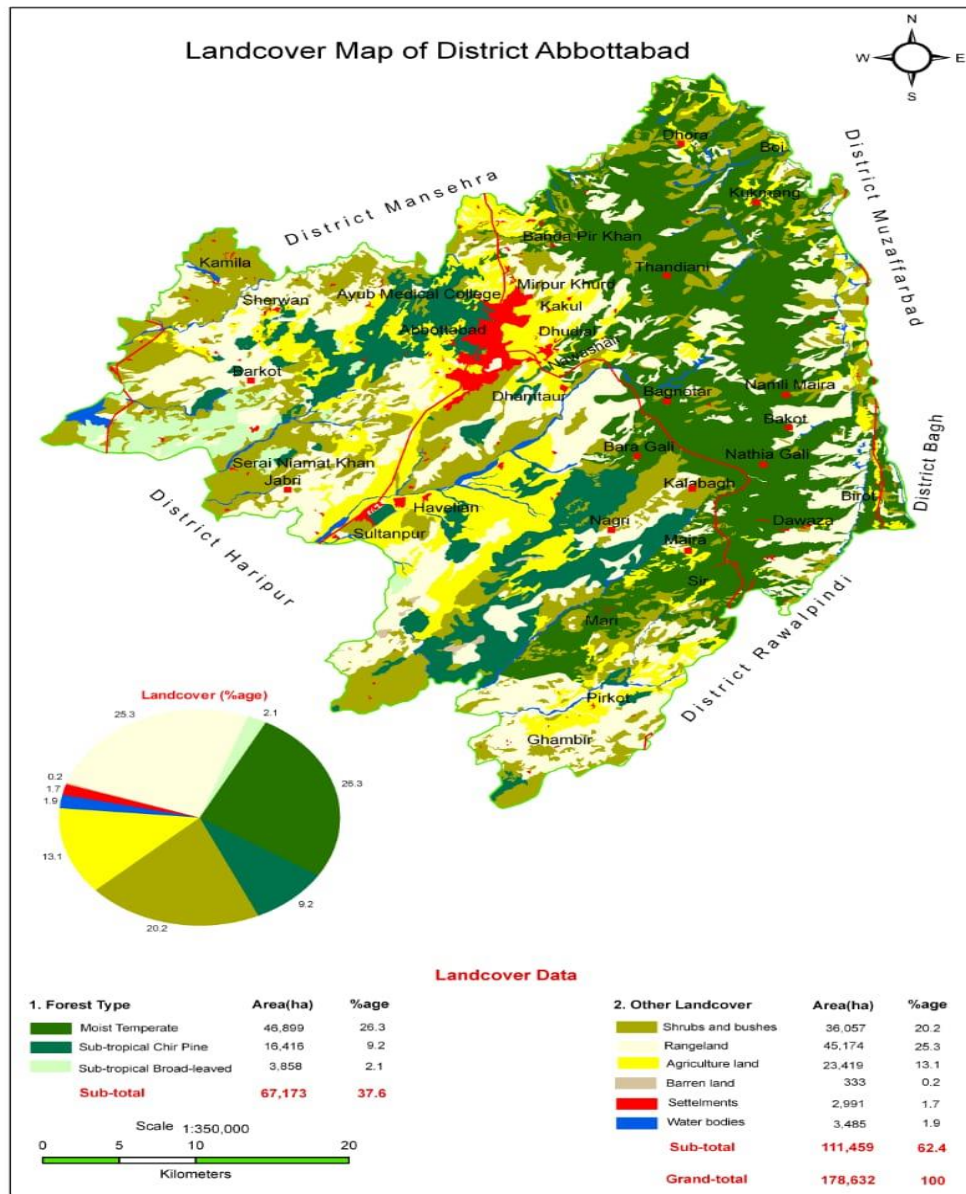 Landcover Map of District Abbottabad
N
W E
S
District Mansehra
District Muzaffarbad
District Bagh
District Rawalpindi
District Haripur
Dhora
Boi
Kukmang
Banda Pir Khan
Kamila
Thandiani
Sherwan
Ayub Medical College
Mirpur Khurd
Kakul
Abbottabad
Dhudial
Nawashair
Barkot
Dhamtaur
Bagnotar
Namli Maira
Bakot
Bara Gali
Nathia Gali
Serai Niamat Khan
Jabri
Kalabagh
Birot
Havelian
Nagri
Dawaza
Sultanpur
Maira
Sir
Mari
Pirkot
Ghambir
Landcover (%age)
25.3
2.1
0.2
1.7
1.9
26.3
13.1
9.2
20.2
Landcover Data
1. Forest Type Area(ha) %age
Moist Temperate 46,899 26.3
Sub-tropical Chir Pine 16,416 9.2
Sub-tropical Broad-leaved 3,858 2.1
Sub-total 67,173 37.6
Scale 1:350,000
0 5 10 20
Kilometers
2. Other Landcover Area(ha) %age
Shrubs and bushes 36,057 20.2
Rangeland 45,174 25.3
Agriculture land 23,419 13.1
Barren land 333 0.2
Settelments 2,991 1.7
Water bodies 3,485 1.9
Sub-total 111,459 62.4
Grand-total 178,632 100